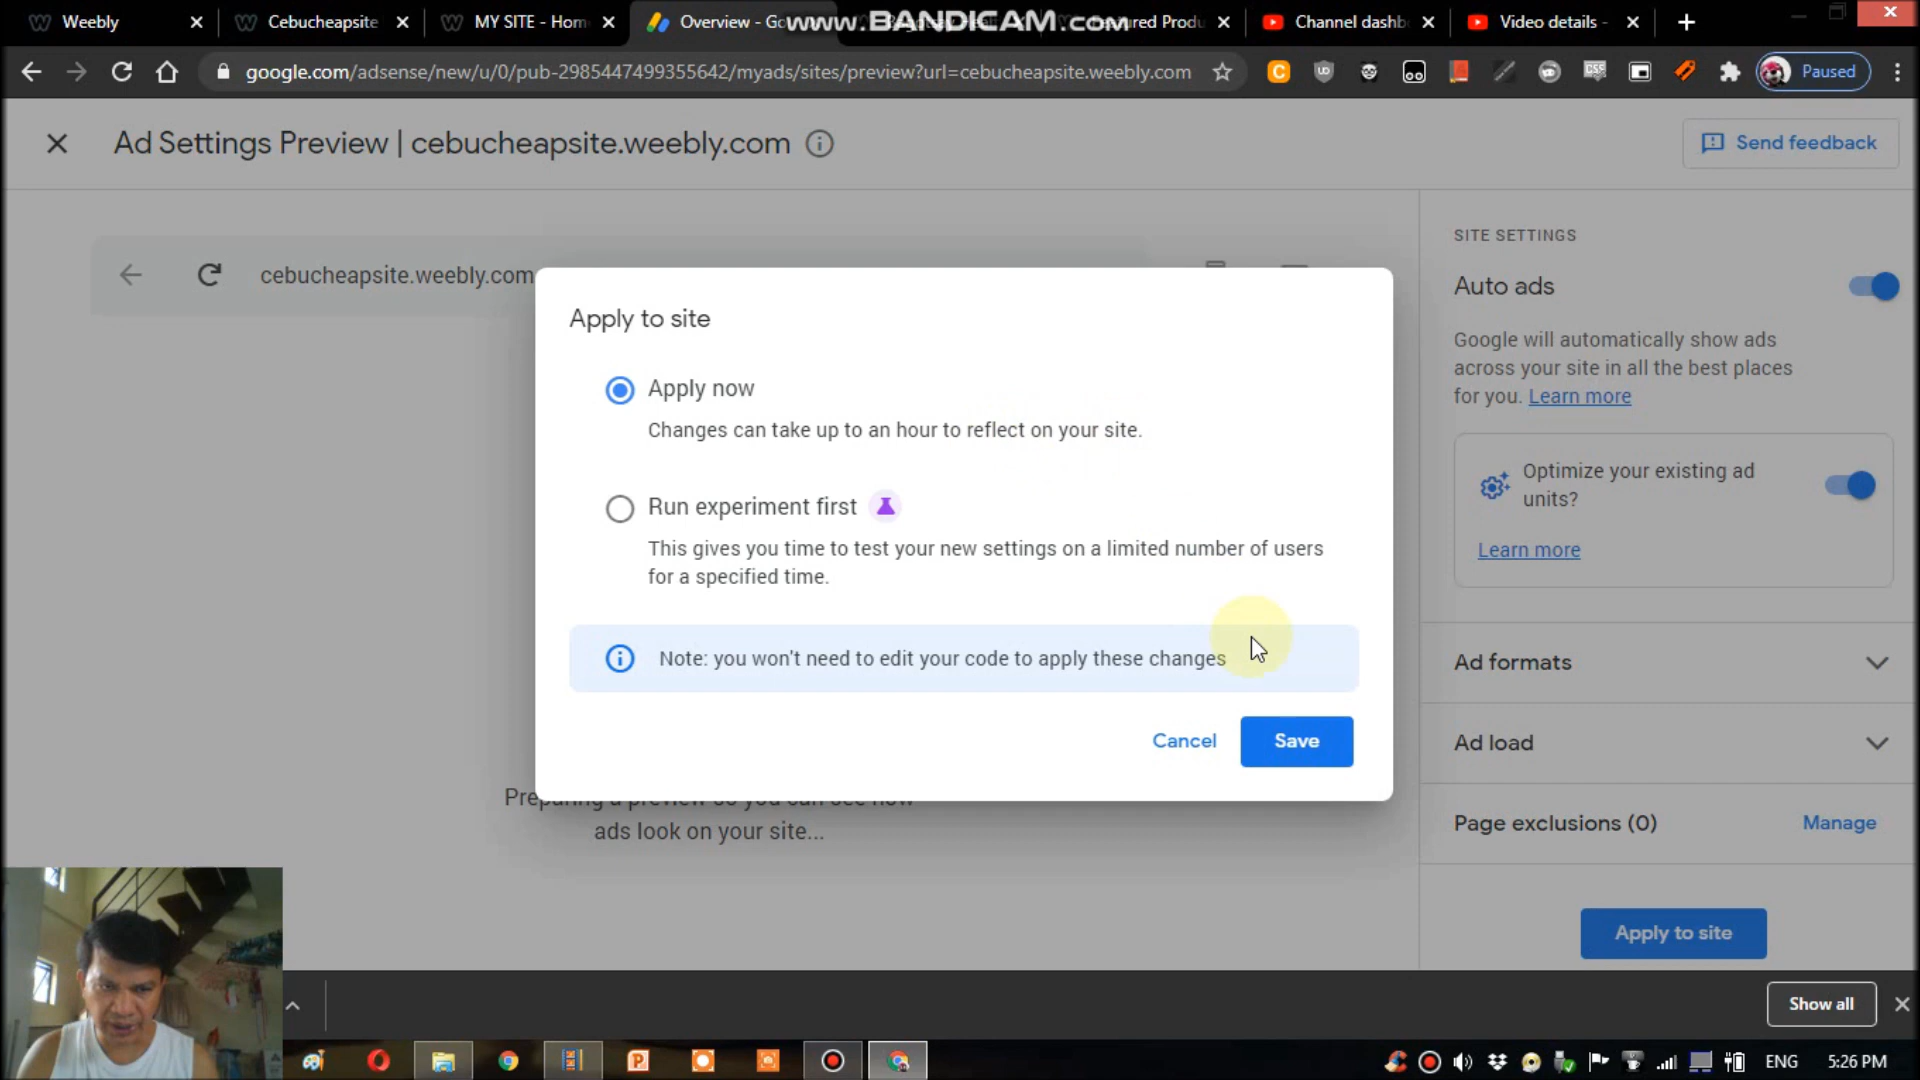 Weebly
Cebucheapsite
MY SITE - Hom
Overview - Go
www.BANDICAM.com
Featured Produ
Channel dashb
Video details -
google.com/adsense/new/u/0/pub-2985447499355642/myads/sites/preview?url=cebucheapsite.weebly.com
Paused
Ad Settings Preview | cebucheapsite.weebly.com
Send feedback
cebucheapsite.weebly.com
SITE SETTINGS
Auto ads
Google will automatically show ads
across your site in all the best places
for you. Learn more
Optimize your existing ad
units?
Learn more
Ad formats
Ad load
Page exclusions (0)
Manage
Apply to site
Apply to site
Apply now
Changes can take up to an hour to reflect on your site.
Run experiment first
This gives you time to test your new settings on a limited number of users
for a specified time.
Note: you won't need to edit your code to apply these changes
Cancel
Save
Preparing a preview so you can see how
ads look on your site...
Show all
ENG
5:26 PM